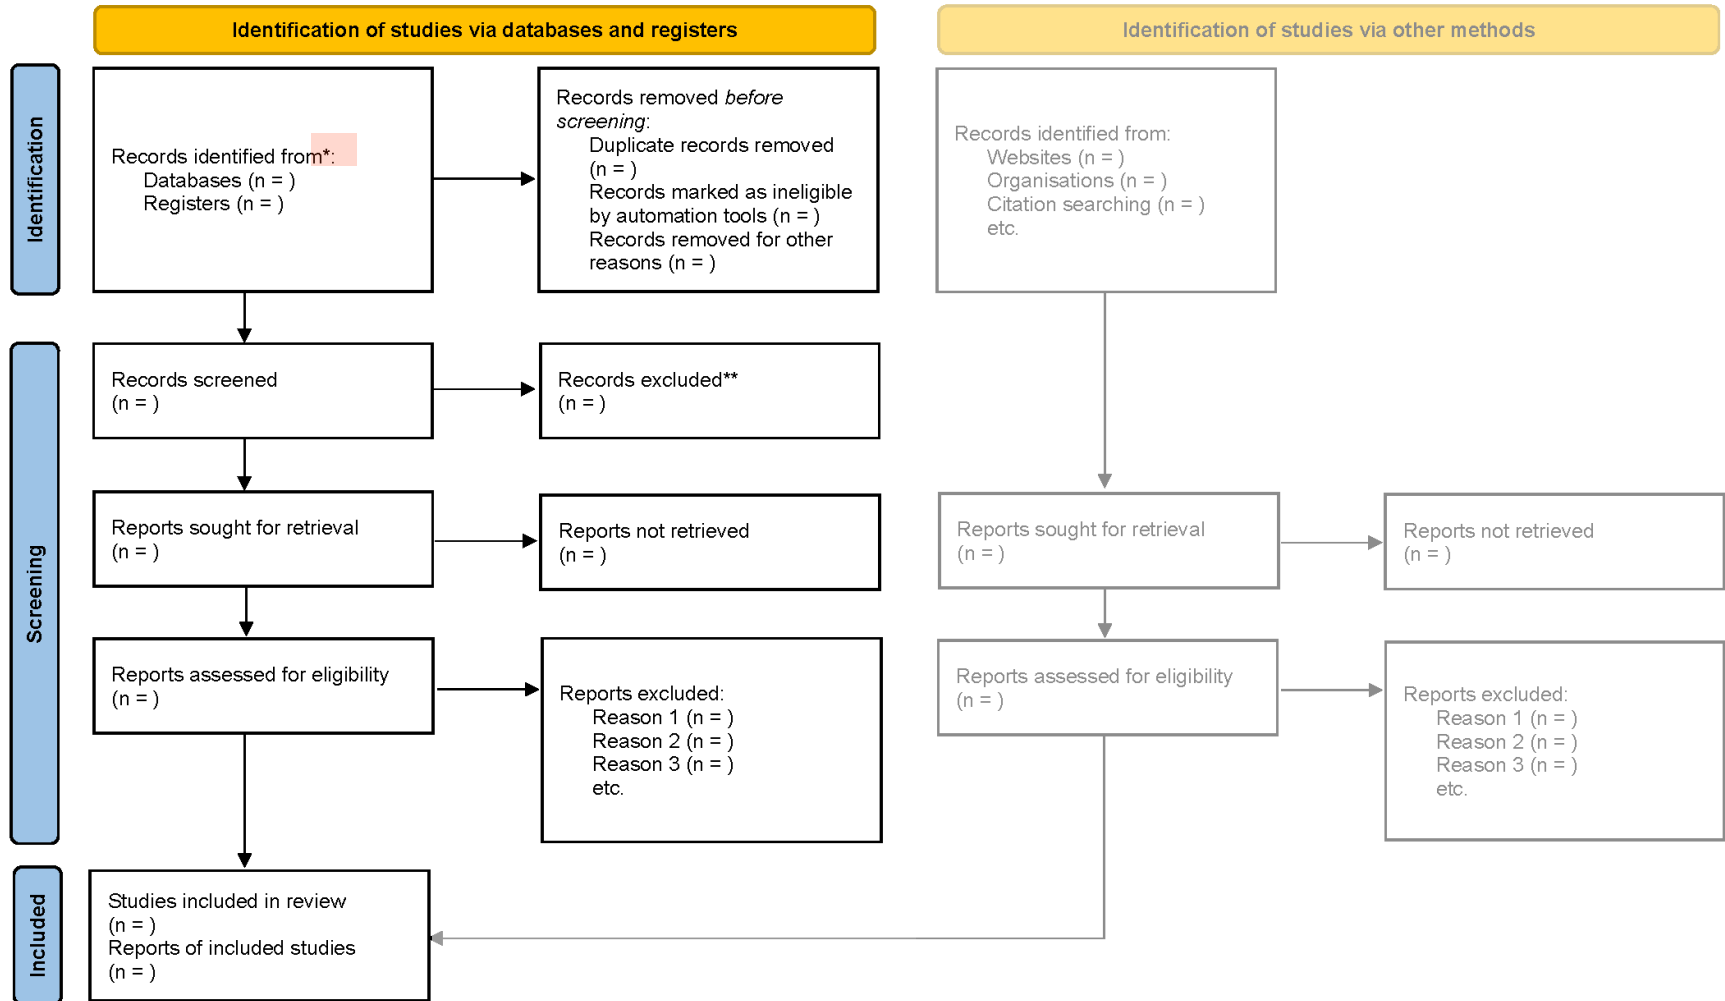 Identification of studies via databases and registers
Identification of studies via other methods
Identification
Records identified from*:
Databases (n = )
Registers (n = )
Records removed before
screening:
Duplicate records removed
(n = )
Records marked as ineligible
by automation tools (n = )
Records removed for other
reasons (n = )
Records identified from:
Websites (n = )
Organisations (n = )
Citation searching (n = )
etc.
Screening
Records screened
(n = )
Records excluded**
(n = )
Reports sought for retrieval
(n = )
Reports not retrieved
(n = )
Reports sought for retrieval
(n = )
Reports not retrieved
(n = )
Reports assessed for eligibility
(n = )
Reports excluded:
Reason 1 (n = )
Reason 2 (n = )
Reason 3 (n = )
etc.
Reports assessed for eligibility
(n = )
Reports excluded:
Reason 1 (n = )
Reason 2 (n = )
Reason 3 (n = )
etc.
Included
Studies included in review
(n = )
Reports of included studies
(n = )